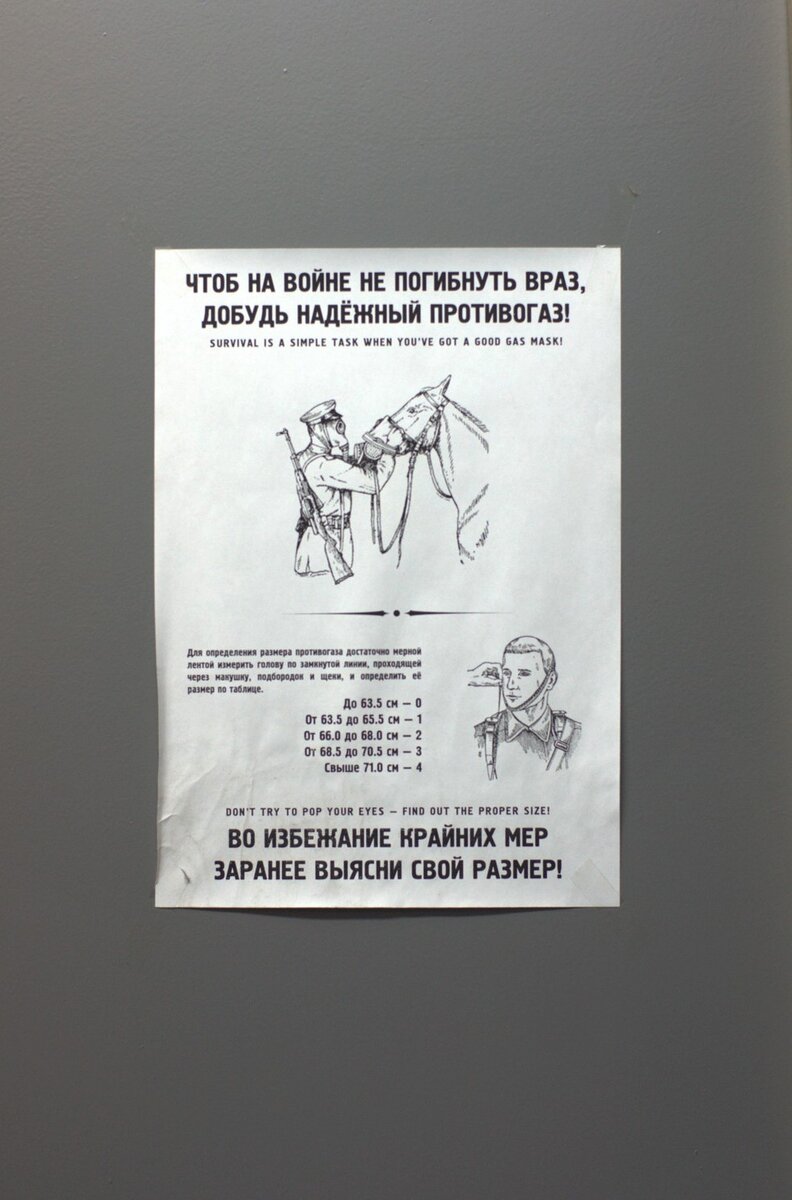 ЧТОБ НА ВОЙНЕ НЕ ПОГИБНУТЬ ВРАЗ,
ДОБУДЬ НАДЁЖНЫЙ ПРОТИВОГАЗ!
SURVIVAL IS A SIMPLE TASK WHEN YOU'VE GOT A GOOD GAS MASK!
Для определения размера противогаза достаточно мерной
лентой измерить голову по замкнутой линии, проходящей
через макушку, подбородок и щеки, и определить её
размер по таблице.
До 63.5 см – 0
От 63.5 до 65.5 см – 1
От 66.0 до 68.0 см – 2
От 68.5 до 70.5 см – 3
Свыше 71.0 см – 4
DON'T TRY TO POP YOUR EYES – FIND OUT THE PROPER SIZE!
ВО ИЗБЕЖАНИЕ КРАЙНИХ МЕР
ЗАРАНЕЕ ВЫЯСНИ СВОЙ РАЗМЕР!